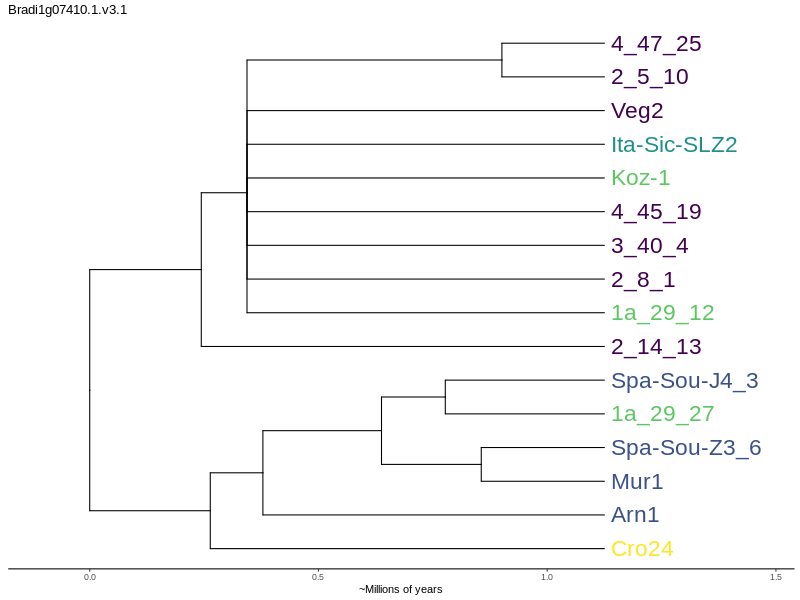 Bradi1g07410.1.v3.1
4_47_25
2_5_10
Veg2
Ita-Sic-SLZ2
Koz-1
4_45_19
3_40_4
2_8_1
1a_29_12
2_14_13
Spa-Sou-J4_3
1a_29_27
Spa-Sou-Z3_6
Mur1
Arn1
Cro24
0.0 0.5 1.0 1.5
~Millions of years